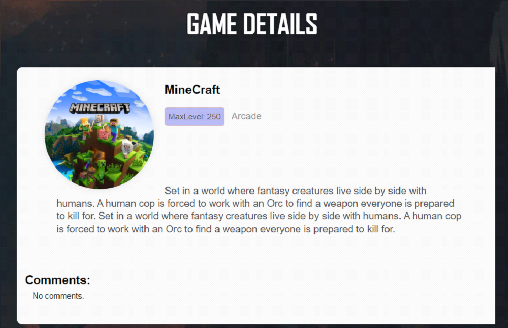 GAME DETAILS
MINECRAFT
MineCraft
MaxLevel: 250 Arcade
Set in a world where fantasy creatures live side by side with
humans. A human cop is forced to work with an Orc to find a weapon everyone is prepared
to kill for. Set in a world where fantasy creatures live side by side with humans. A human cop
is forced to work with an Orc to find a weapon everyone is prepared to kill for.
Comments:
No comments.